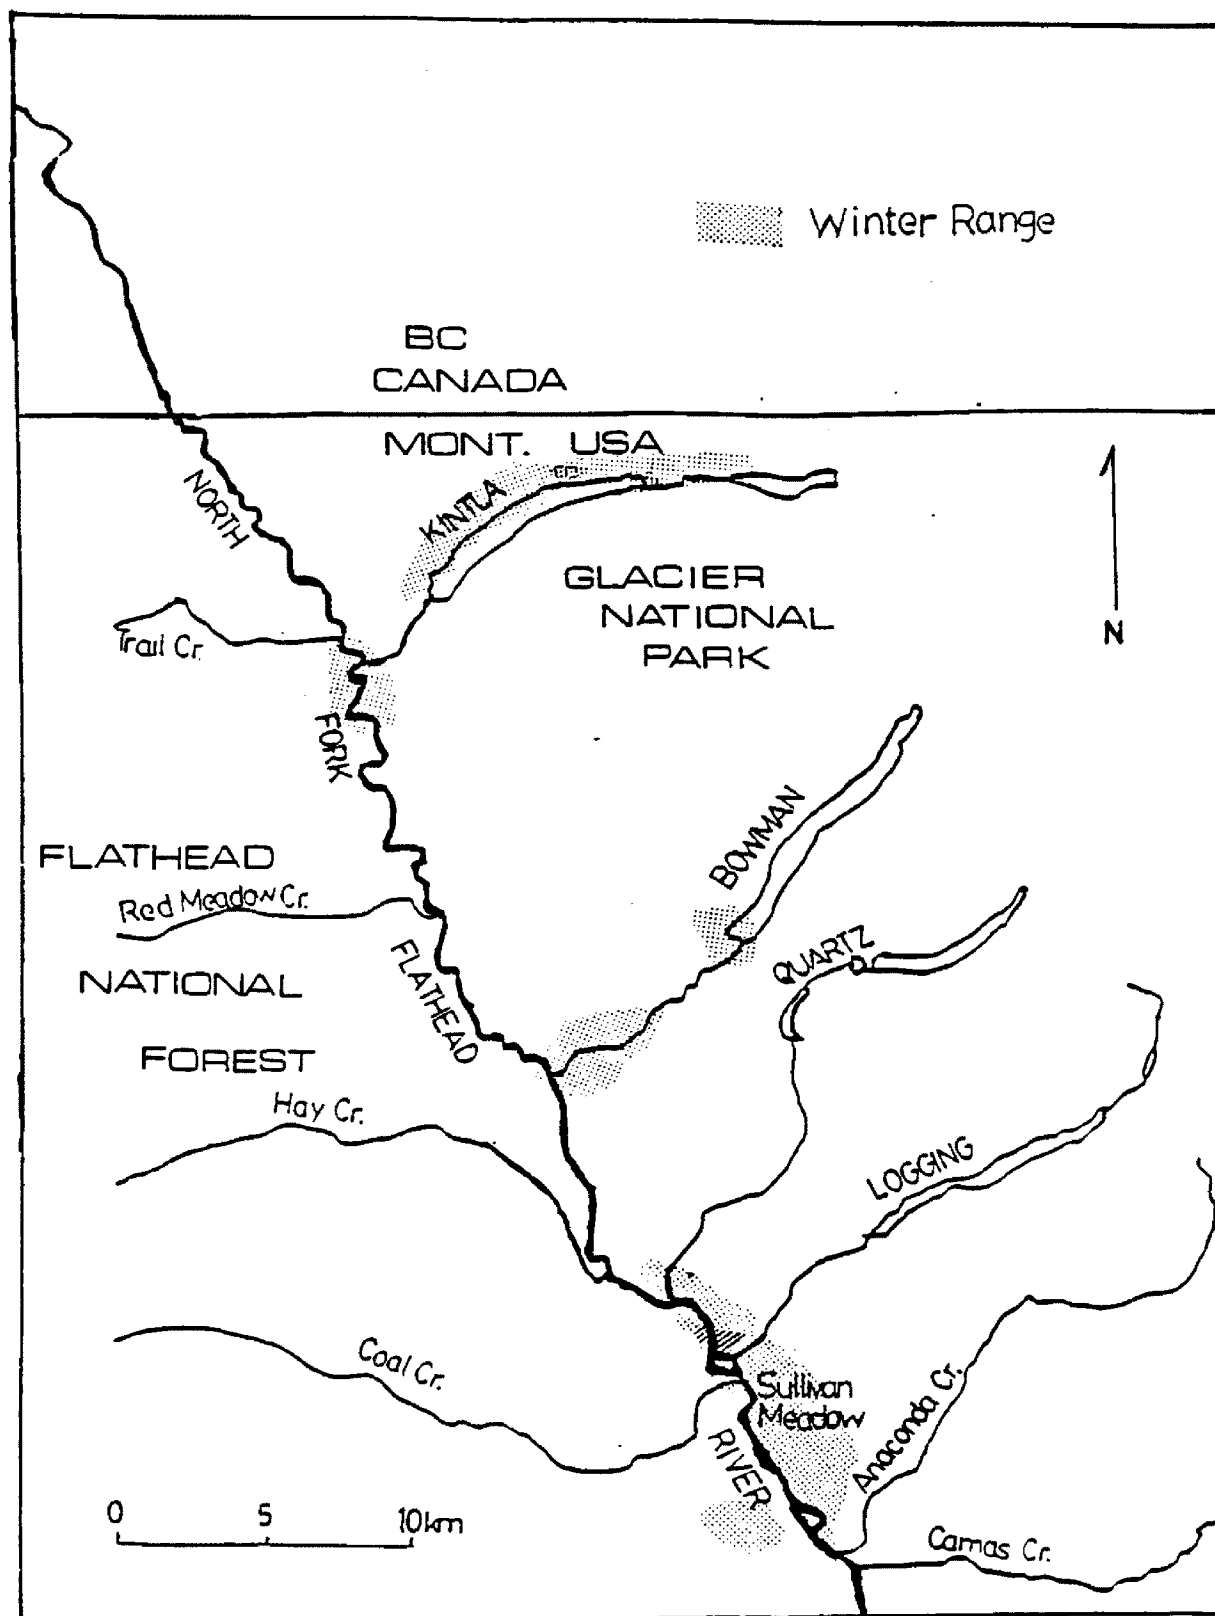 Winter Range
BC
CANADA
MONT. USA
KINTLA
NORTH
GLACIER
NATIONAL
PARK
N
Trail Cr.
FORK
BOWMAN
FLATHEAD
Red Meadow Cr.
QUARTZ
FLATHEAD
NATIONAL
FOREST
Hay Cr.
LOGGING
Coal Cr.
Sullivan
Meadow
Anaconda Cr.
RIVER
0 5 10km
Camas Cr.